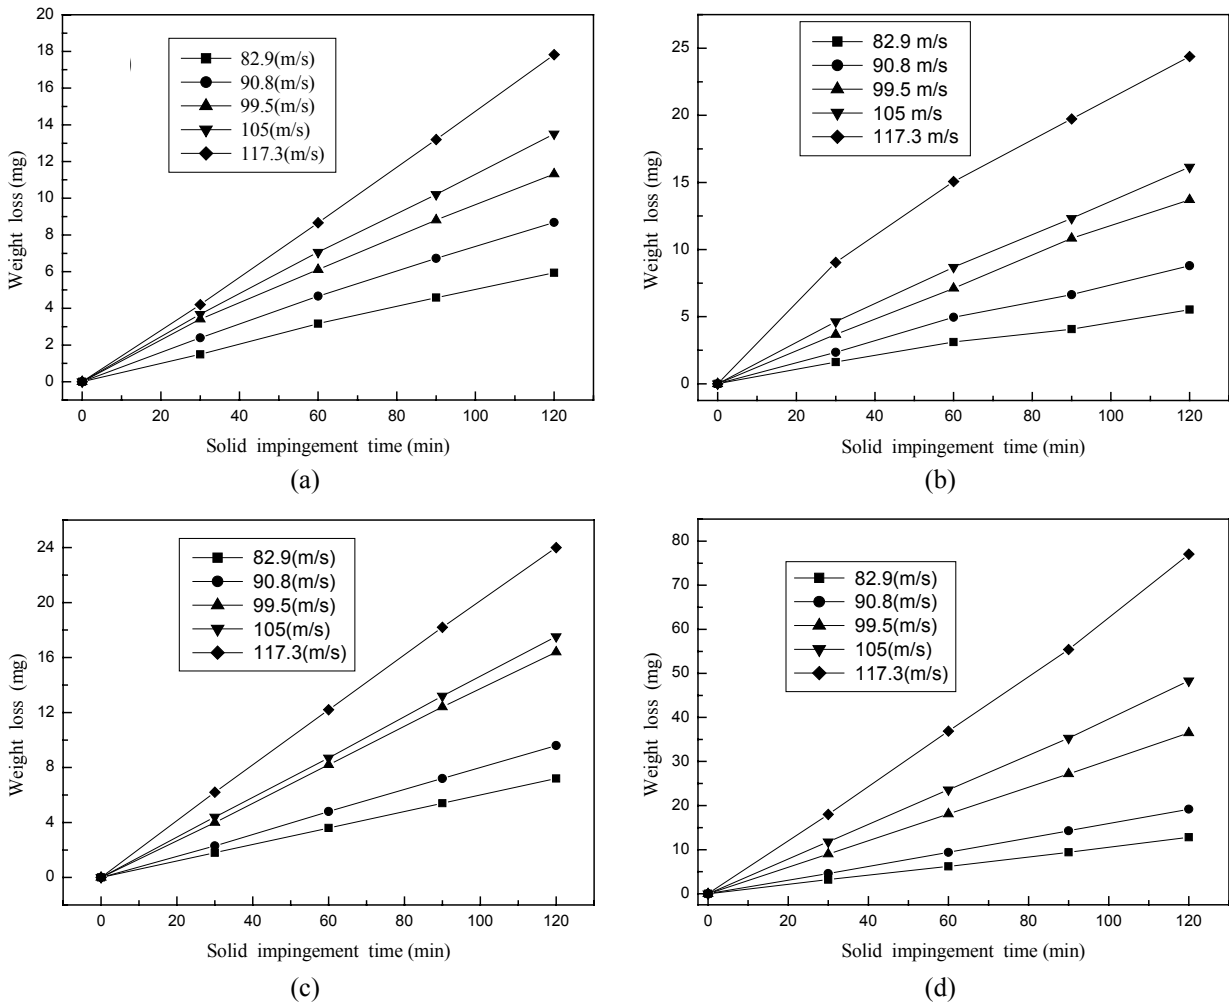 20
18
16
14
12
10
8
6
4
2
0
Weight loss (mg)
82.9(m/s)
90.8(m/s)
99.5(m/s)
105(m/s)
117.3(m/s)
0 20 40 60 80 100 120
Solid impingement time (min)
(a)
25
20
15
10
5
0
Weight loss (mg)
82.9 m/s
90.8 m/s
99.5 m/s
105 m/s
117.3 m/s
0 20 40 60 80 100 120
Solid impingement time (min)
(b)
24
20
16
12
8
4
0
Weight loss (mg)
82.9(m/s)
90.8(m/s)
99.5(m/s)
105(m/s)
117.3(m/s)
0 20 40 60 80 100 120
Solid impingement time (min)
(c)
80
70
60
50
40
30
20
10
0
Weight loss (mg)
82.9(m/s)
90.8(m/s)
99.5(m/s)
105(m/s)
117.3(m/s)
0 20 40 60 80 100 120
Solid impingement time (min)
(d)